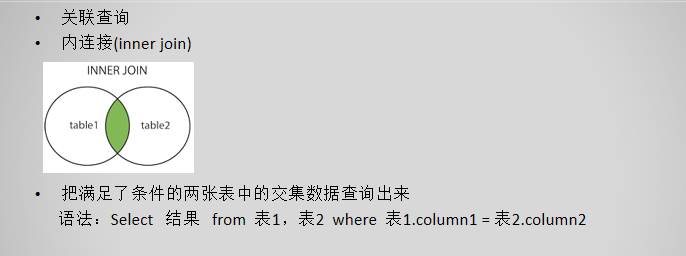 • 关联查询
• 内连接(inner join)
INNER JOIN
table1 table2
• 把满足了条件的两张表中的交集数据查询出来
语法：Select 结果 from 表1，表2 where 表1.column1 = 表2.column2